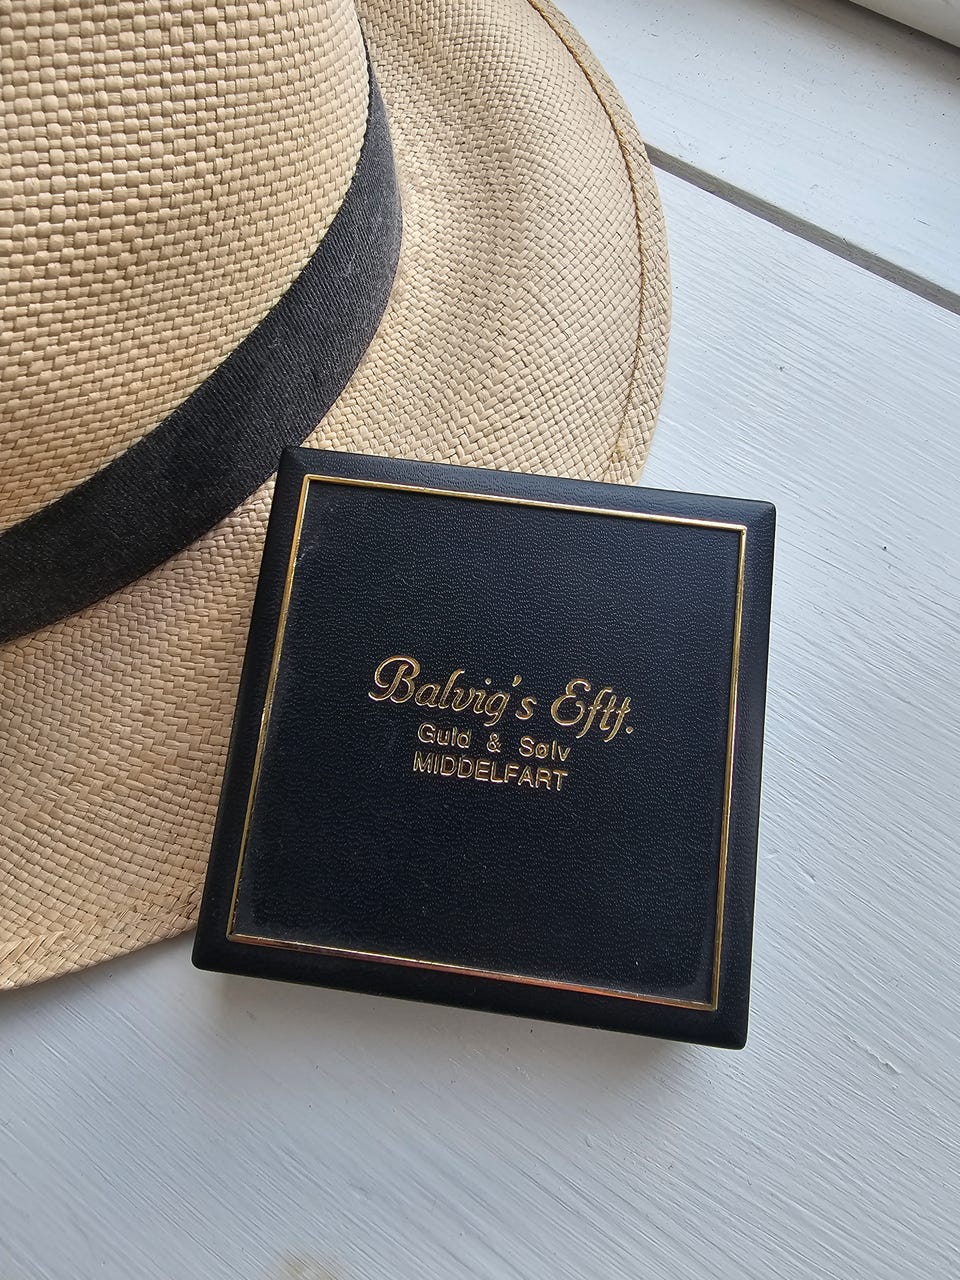 Balvig's Eftf.
Guld & Sølv
MIDDELFART